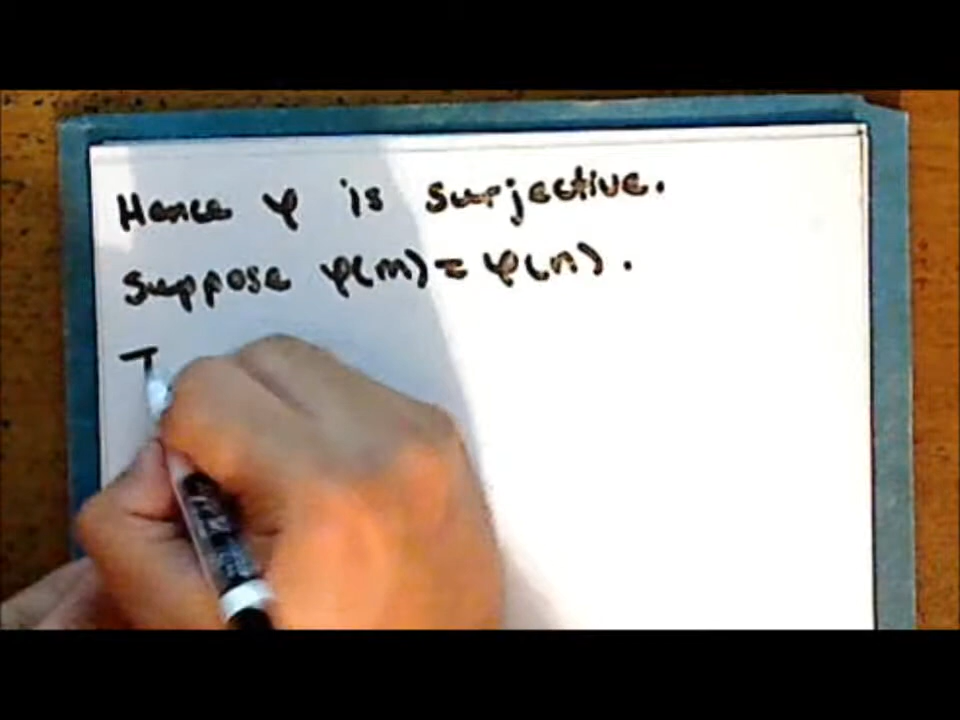 Hence φ is surjective.
Suppose φ(m) = φ(n).
T